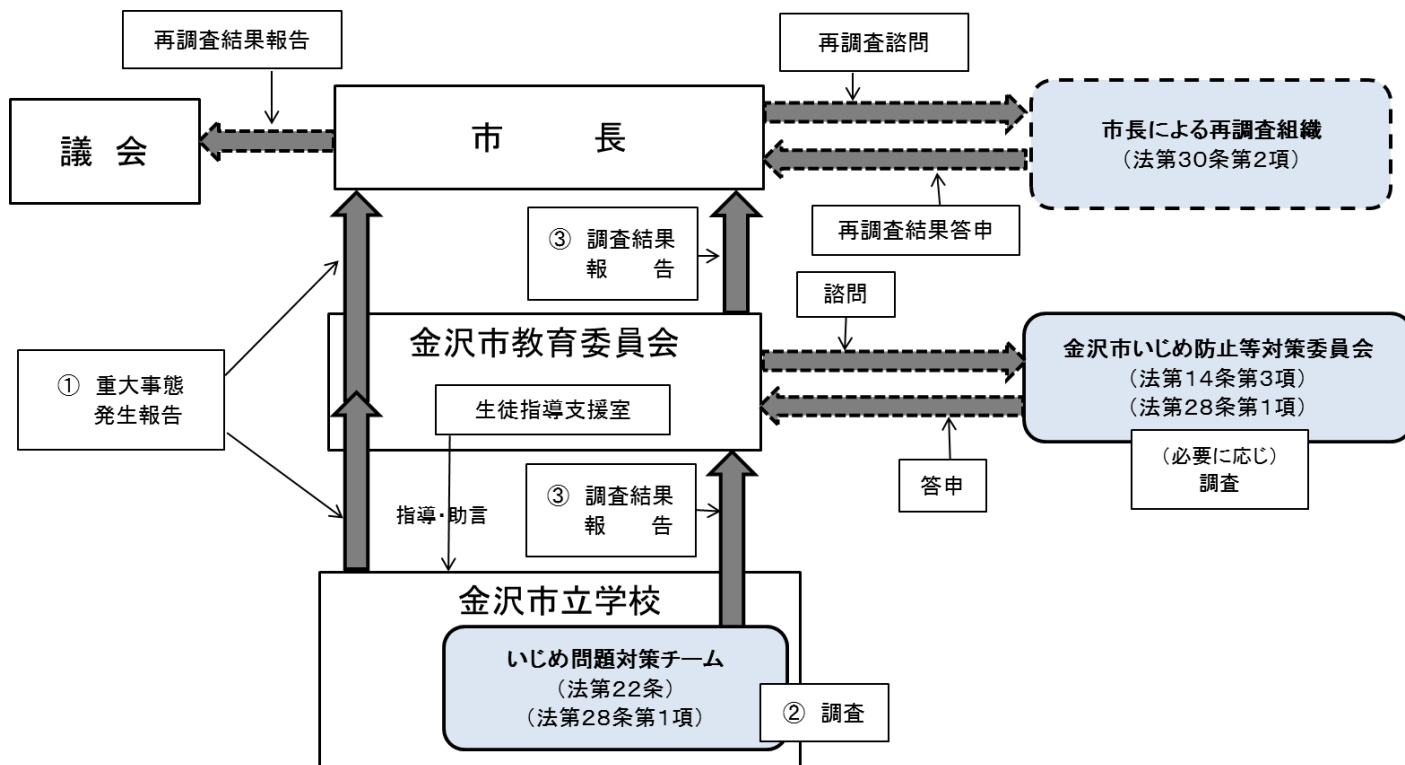 再調査結果報告
再調査諮問
議 会
市 長
市長による再調査組織
（法第30条第2項）
③ 調査結果
報 告
再調査結果答申
諮問
① 重大事態
発生報告
金沢市教育委員会
生徒指導支援室
金沢市いじめ防止等対策委員会
（法第14条第3項）
（法第28条第1項）
（必要に応じ）
調査
答申
指導・助言
③ 調査結果
報 告
金沢市立学校
いじめ問題対策チーム
（法第22条）
（法第28条第1項）
② 調査